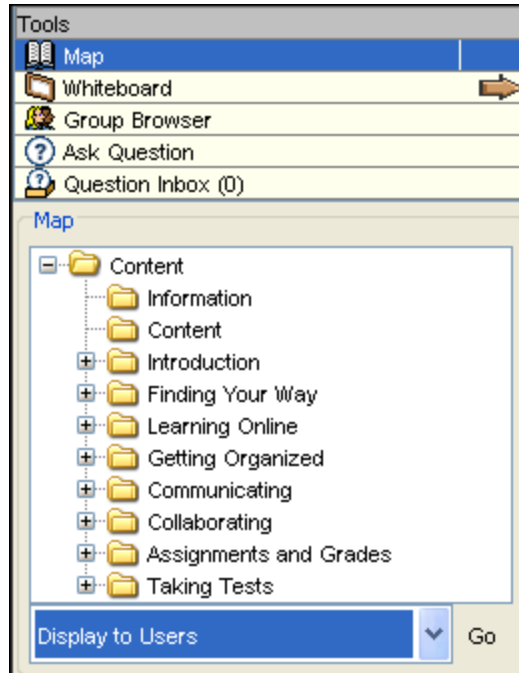 Tools
Map
Whiteboard
Group Browser
? Ask Question
? Question Inbox (0)
Map
Content
Information
Content
Introduction
Finding Your Way
Learning Online
Getting Organized
Communicating
Collaborating
Assignments and Grades
Taking Tests
Display to Users Go